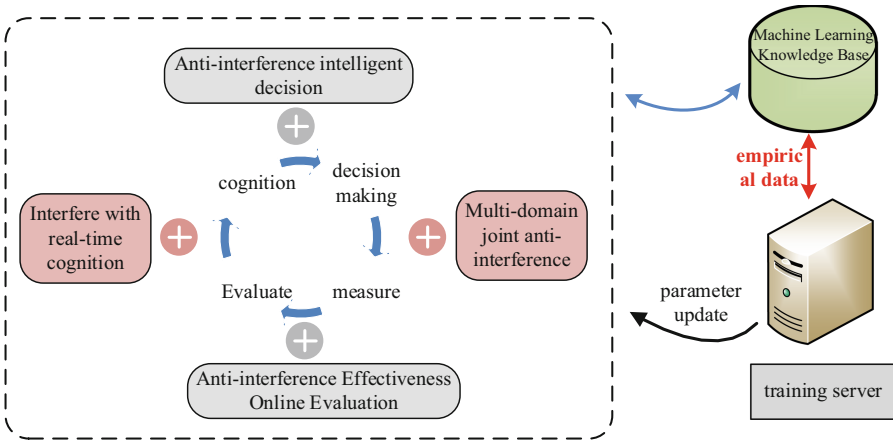 Anti-interference intelligent
decision
cognition
decision
making
Interfere with
real-time
cognition
Multi-domain
joint anti-
interference
Evaluate
measure
Anti-interference Effectiveness
Online Evaluation
Machine Learning
Knowledge Base
empiric
al data
parameter
update
training server